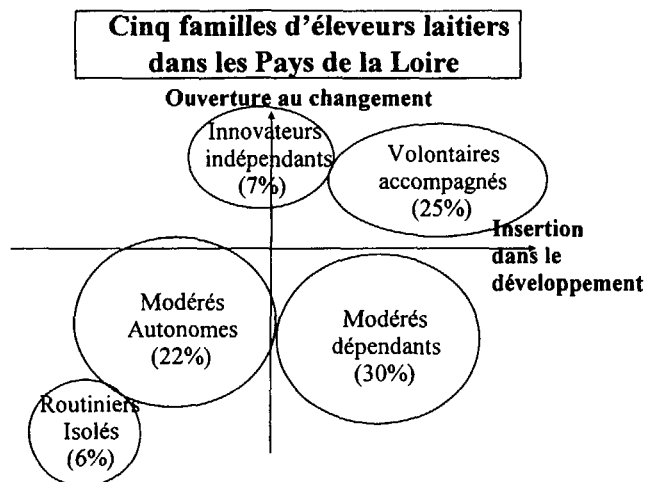 Cinq familles d'éleveurs laitiers
dans les Pays de la Loire
Ouverture au changement
Innovateurs
indépendants
(7%)
Volontaires
accompagnés
(25%)
Insertion
dans le
développement
Modérés
Autonomes
(22%)
Modérés
dépendants
(30%)
Routiniers
Isolés
(6%)